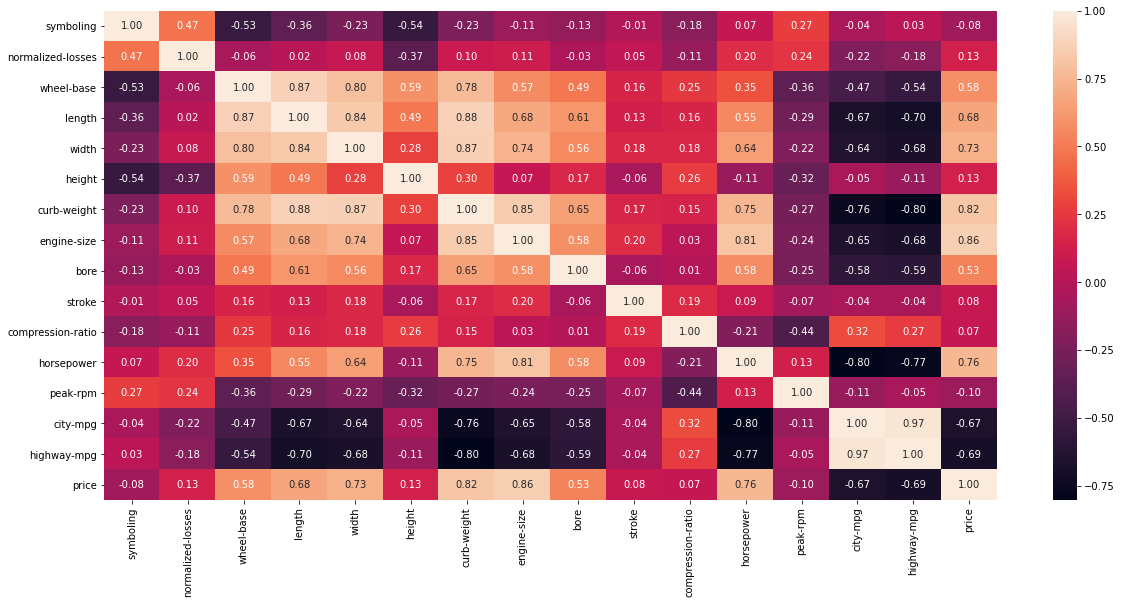 symboling 1.00 0.47 -0.53 -0.36 -0.23 -0.54 -0.23 -0.11 -0.13 -0.01 -0.18 0.07 0.27 -0.04 0.03 -0.08
normalized-losses 0.47 1.00 -0.06 0.02 0.08 -0.37 0.10 0.11 -0.03 0.05 -0.11 0.20 0.24 -0.22 -0.18 0.13
wheel-base -0.53 -0.06 1.00 0.87 0.80 0.59 0.78 0.57 0.49 0.16 0.25 0.35 -0.36 -0.47 -0.54 0.58
length -0.36 0.02 0.87 1.00 0.84 0.49 0.88 0.68 0.61 0.13 0.16 0.55 -0.29 -0.67 -0.70 0.68
width -0.23 0.08 0.80 0.84 1.00 0.28 0.87 0.74 0.56 0.18 0.18 0.64 -0.22 -0.64 -0.68 0.73
height -0.54 -0.37 0.59 0.49 0.28 1.00 0.30 0.07 0.17 -0.06 0.26 -0.11 -0.32 -0.05 -0.11 0.13
curb-weight -0.23 0.10 0.78 0.88 0.87 0.30 1.00 0.85 0.65 0.17 0.15 0.75 -0.27 -0.76 -0.80 0.82
engine-size -0.11 0.11 0.57 0.68 0.74 0.07 0.85 1.00 0.58 0.20 0.03 0.81 -0.24 -0.65 -0.68 0.86
bore -0.13 -0.03 0.49 0.61 0.56 0.17 0.65 0.58 1.00 -0.06 0.01 0.58 -0.25 -0.58 -0.59 0.53
stroke -0.01 0.05 0.16 0.13 0.18 -0.06 0.17 0.20 -0.06 1.00 0.19 0.09 -0.07 -0.04 -0.04 0.08
compression-ratio -0.18 -0.11 0.25 0.16 0.18 0.26 0.15 0.03 0.01 0.19 1.00 -0.21 -0.44 0.32 0.27 0.07
horsepower 0.07 0.20 0.35 0.55 0.64 -0.11 0.75 0.81 0.58 0.09 -0.21 1.00 0.13 -0.80 -0.77 0.76
peak-rpm 0.27 0.24 -0.36 -0.29 -0.22 -0.32 -0.27 -0.24 -0.25 -0.07 -0.44 0.13 1.00 -0.11 -0.05 -0.10
city-mpg -0.04 -0.22 -0.47 -0.67 -0.64 -0.05 -0.76 -0.65 -0.58 -0.04 0.32 -0.80 -0.11 1.00 0.97 -0.67
highway-mpg 0.03 -0.18 -0.54 -0.70 -0.68 -0.11 -0.80 -0.68 -0.59 -0.04 0.27 -0.77 -0.05 0.97 1.00 -0.69
price -0.08 0.13 0.58 0.68 0.73 0.13 0.82 0.86 0.53 0.08 0.07 0.76 -0.10 -0.67 -0.69 1.00
symboling
normalized-losses
wheel-base
length
width
height
curb-weight
engine-size
bore
stroke
compression-ratio
horsepower
peak-rpm
city-mpg
highway-mpg
price
1.00
0.75
0.50
0.25
0.00
−0.25
−0.50
−0.75